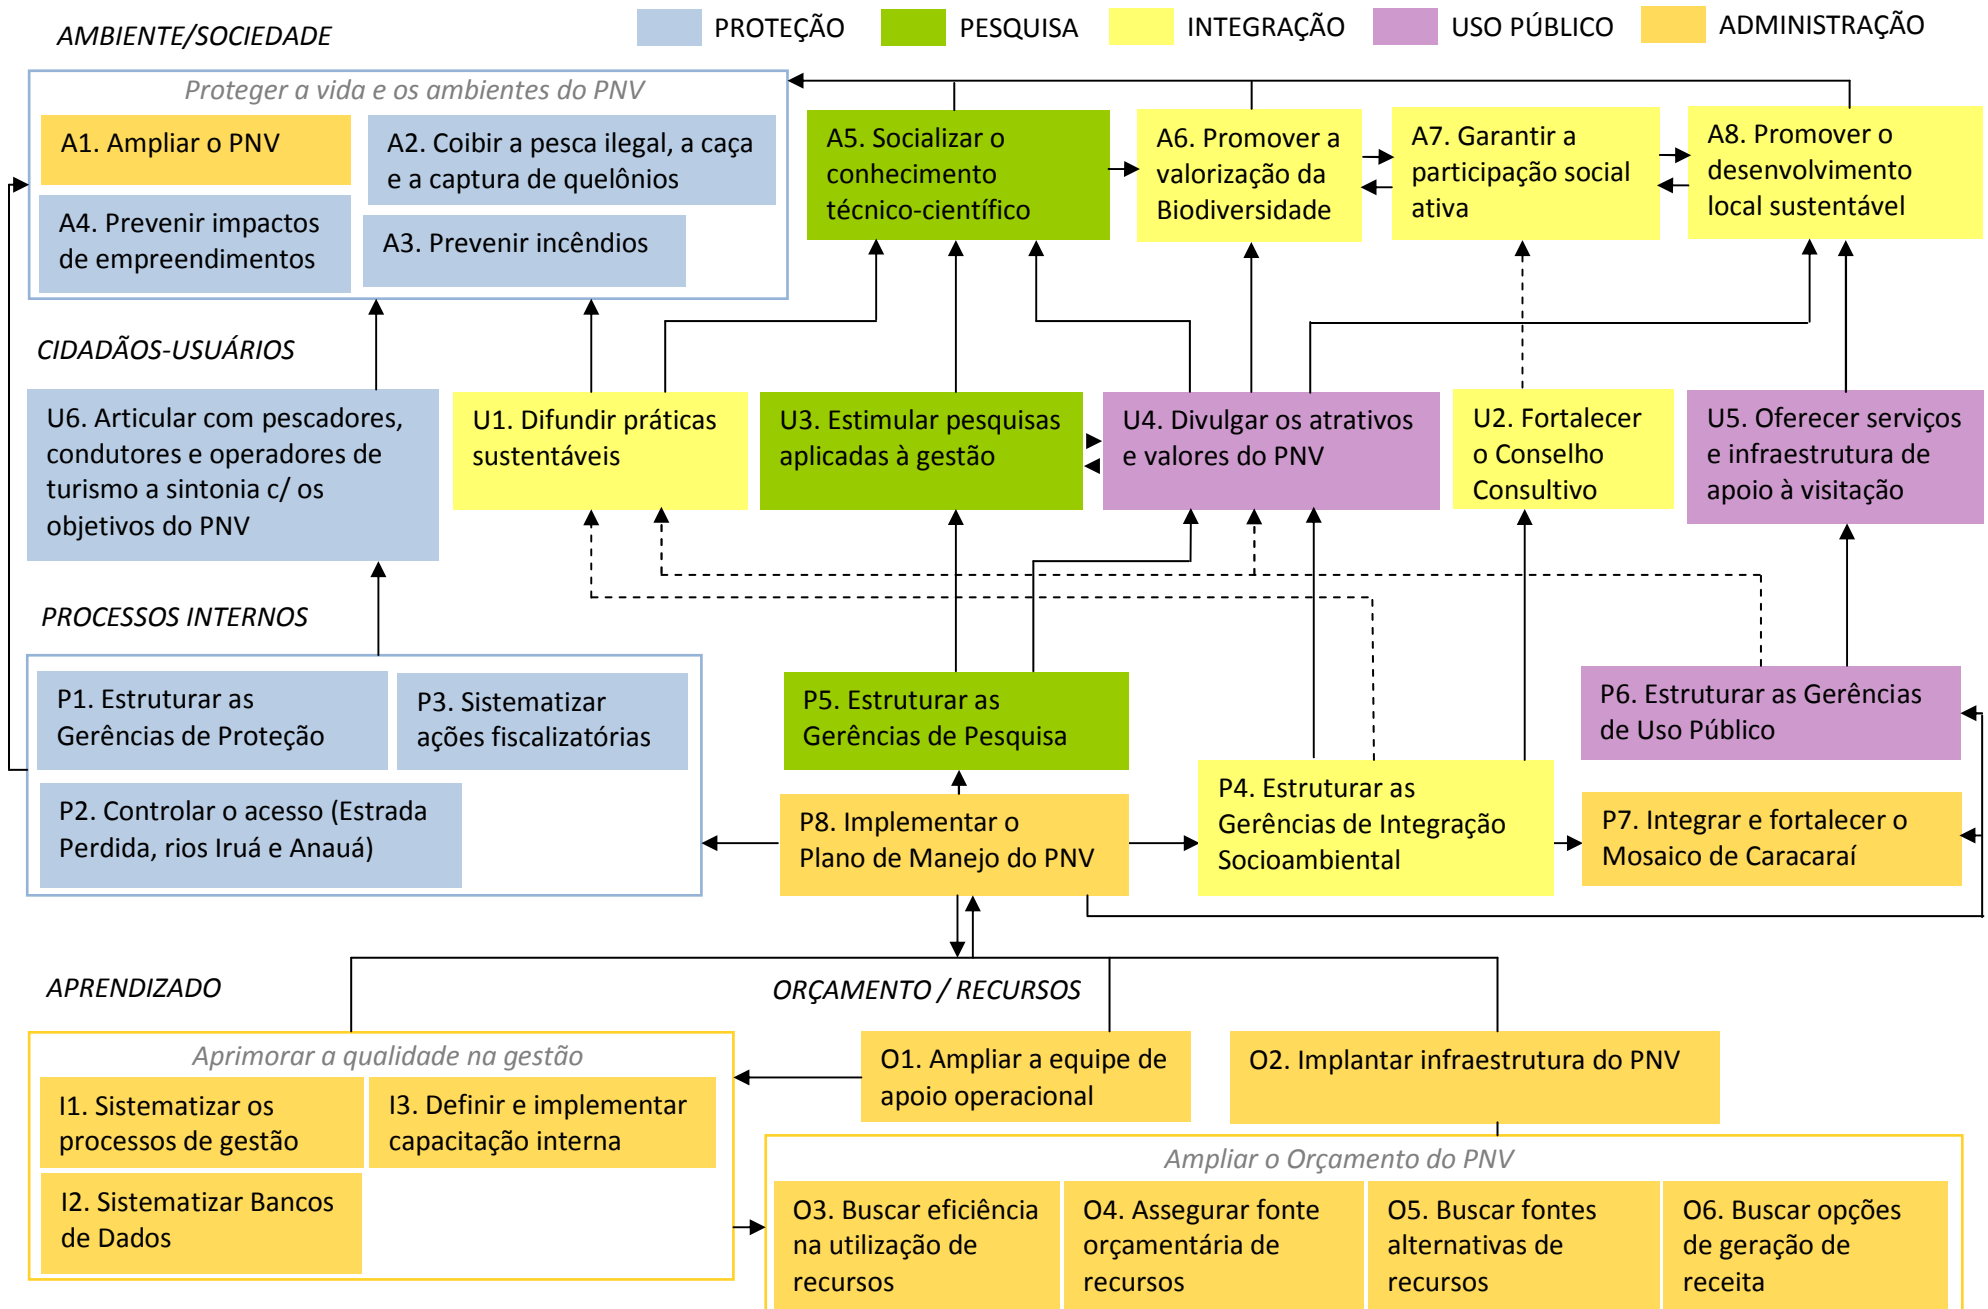 AMBIENTE/SOCIEDADE
PROTEÇÃO
PESQUISA
INTEGRAÇÃO
USO PÚBLICO
ADMINISTRAÇÃO
Proteger a vida e os ambientes do PNV
A1. Ampliar o PNV
A2. Coibir a pesca ilegal, a caça
e a captura de quelônios
A4. Prevenir impactos
de empreendimentos
A3. Prevenir incêndios
A5. Socializar o
conhecimento
técnico-científico
A6. Promover a
valorização da
Biodiversidade
A7. Garantir a
participação social
ativa
A8. Promover o
desenvolvimento
local sustentável
CIDADÃOS-USUÁRIOS
U6. Articular com pescadores,
condutores e operadores de
turismo a sintonia c/ os
objetivos do PNV
U1. Difundir práticas
sustentáveis
U3. Estimular pesquisas
aplicadas à gestão
U4. Divulgar os atrativos
e valores do PNV
U2. Fortalecer
o Conselho
Consultivo
U5. Oferecer serviços
e infraestrutura de
apoio à visitação
PROCESSOS INTERNOS
P1. Estruturar as
Gerências de Proteção
P3. Sistematizar
ações fiscalizatórias
P2. Controlar o acesso (Estrada
Perdida, rios Iruá e Anauá)
P5. Estruturar as
Gerências de Pesquisa
P8. Implementar o
Plano de Manejo do PNV
P4. Estruturar as
Gerências de Integração
Socioambiental
P6. Estruturar as Gerências
de Uso Público
P7. Integrar e fortalecer o
Mosaico de Caracaraí
APRENDIZADO
ORÇAMENTO / RECURSOS
Aprimorar a qualidade na gestão
I1. Sistematizar os
processos de gestão
I3. Definir e implementar
capacitação interna
I2. Sistematizar Bancos
de Dados
O1. Ampliar a equipe de
apoio operacional
O2. Implantar infraestrutura do PNV
Ampliar o Orçamento do PNV
O3. Buscar eficiência
na utilização de
recursos
O4. Assegurar fonte
orçamentária de
recursos
O5. Buscar fontes
alternativas de
recursos
O6. Buscar opções
de geração de
receita